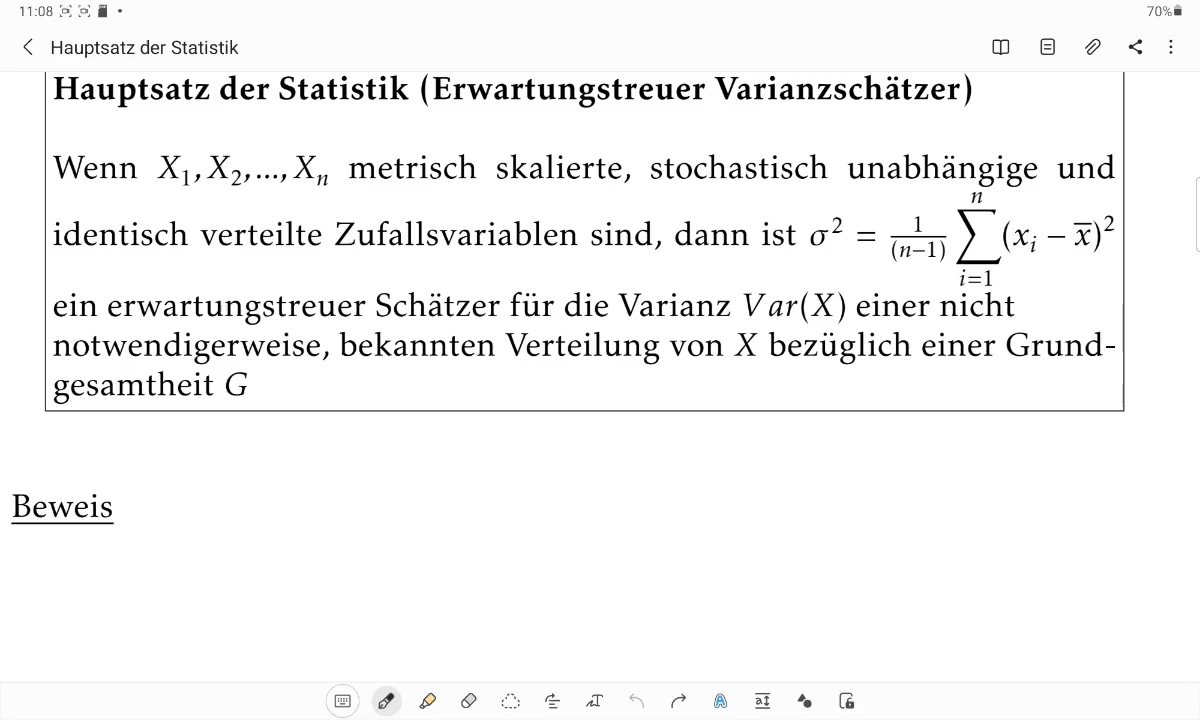 11:08
70%
Hauptsatz der Statistik
Hauptsatz der Statistik (Erwartungstreuer Varianzschätzer)
Wenn X₁, X₂, ..., Xₙ metrisch skalierte, stochastisch unabhängige und
identisch verteilte Zufallsvariablen sind, dann ist σ² = 1/(n−1) ∑ᵢ₌₁ⁿ (xᵢ − x̅)²
ein erwartungstreuer Schätzer für die Varianz Var(X) einer nicht
notwendigerweise, bekannten Verteilung von X bezüglich einer Grund-
gesamtheit G
Beweis